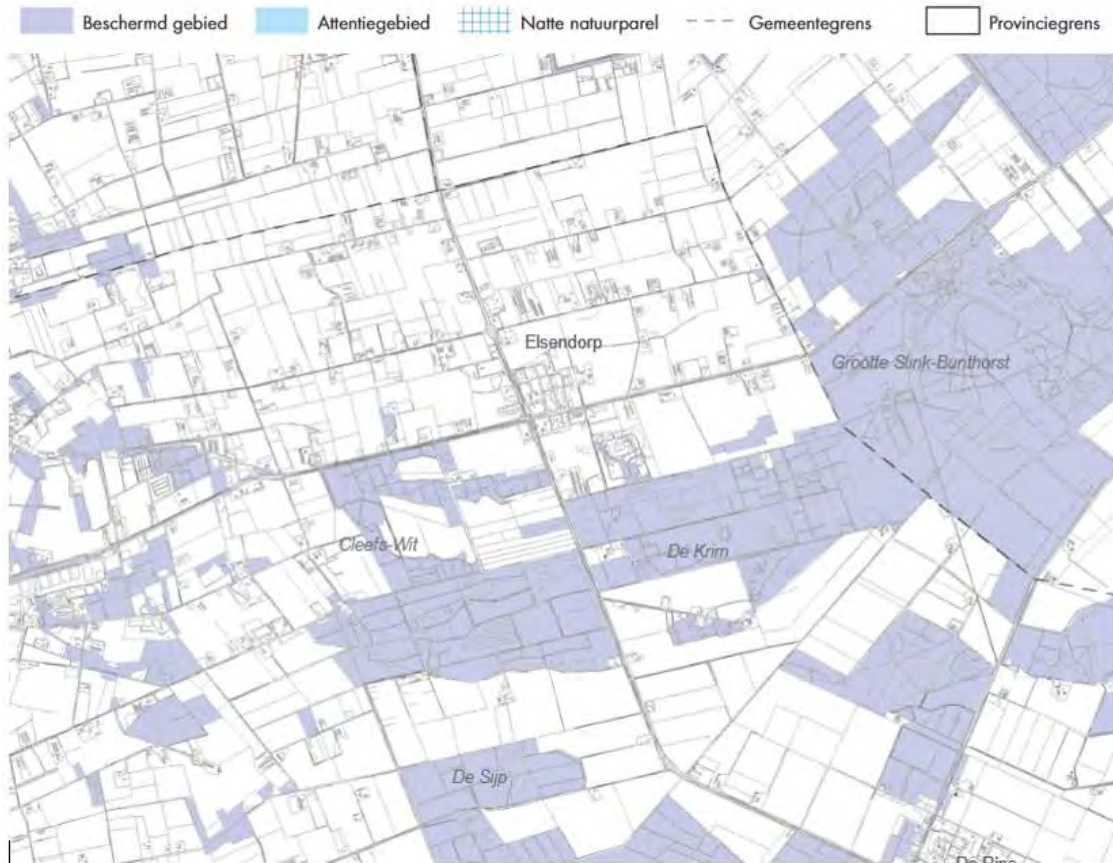 Beschermd gebied Attentiegebied Natte natuurparel Gemeentegrens Provinciegrens
Elsendorp
Grootte Slink-Bunthorst
Cleefs-Wit
De Krim
De Sijp